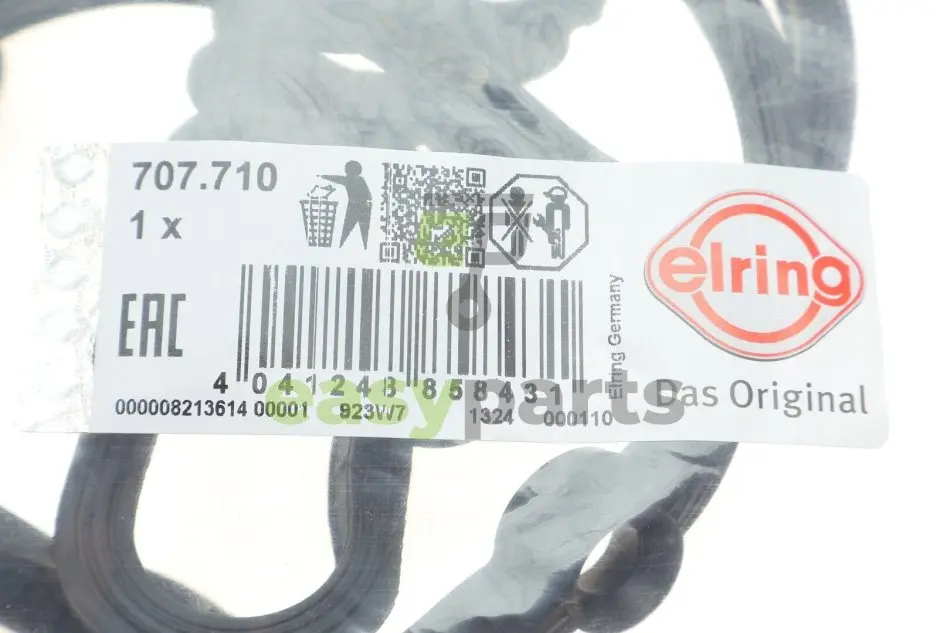 707.710
1 x
EAC
4 041248 858431
000008213614 00001 923W7 1324 000110
Elring Germany
elring
Das Original
easyparts